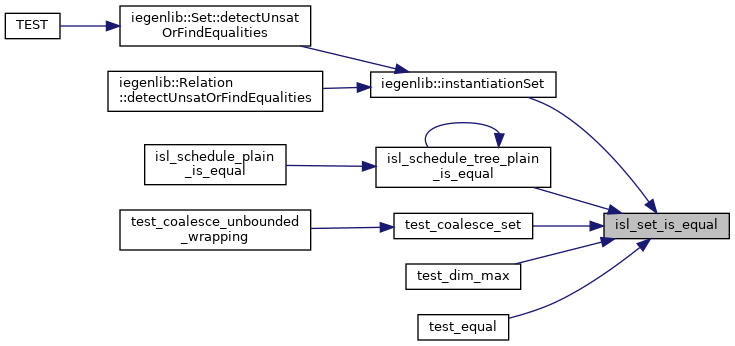 TEST
iegenlib::Set::detectUnsat
OrFindEqualities
iegenlib::Relation
::detectUnsatOrFindEqualities
iegenlib::instantiationSet
isl_schedule_plain
_is_equal
isl_schedule_tree_plain
_is_equal
test_coalesce_unbounded
_wrapping
test_coalesce_set
isl_set_is_equal
test_dim_max
test_equal